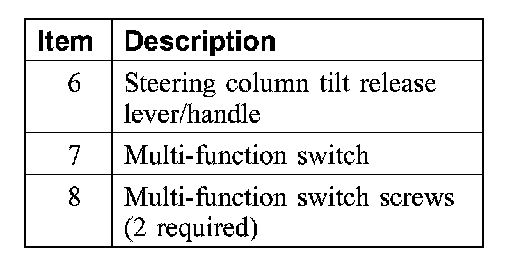 Item Description
6 Steering column tilt release
lever/handle
7 Multi-function switch
8 Multi-function switch screws
(2 required)